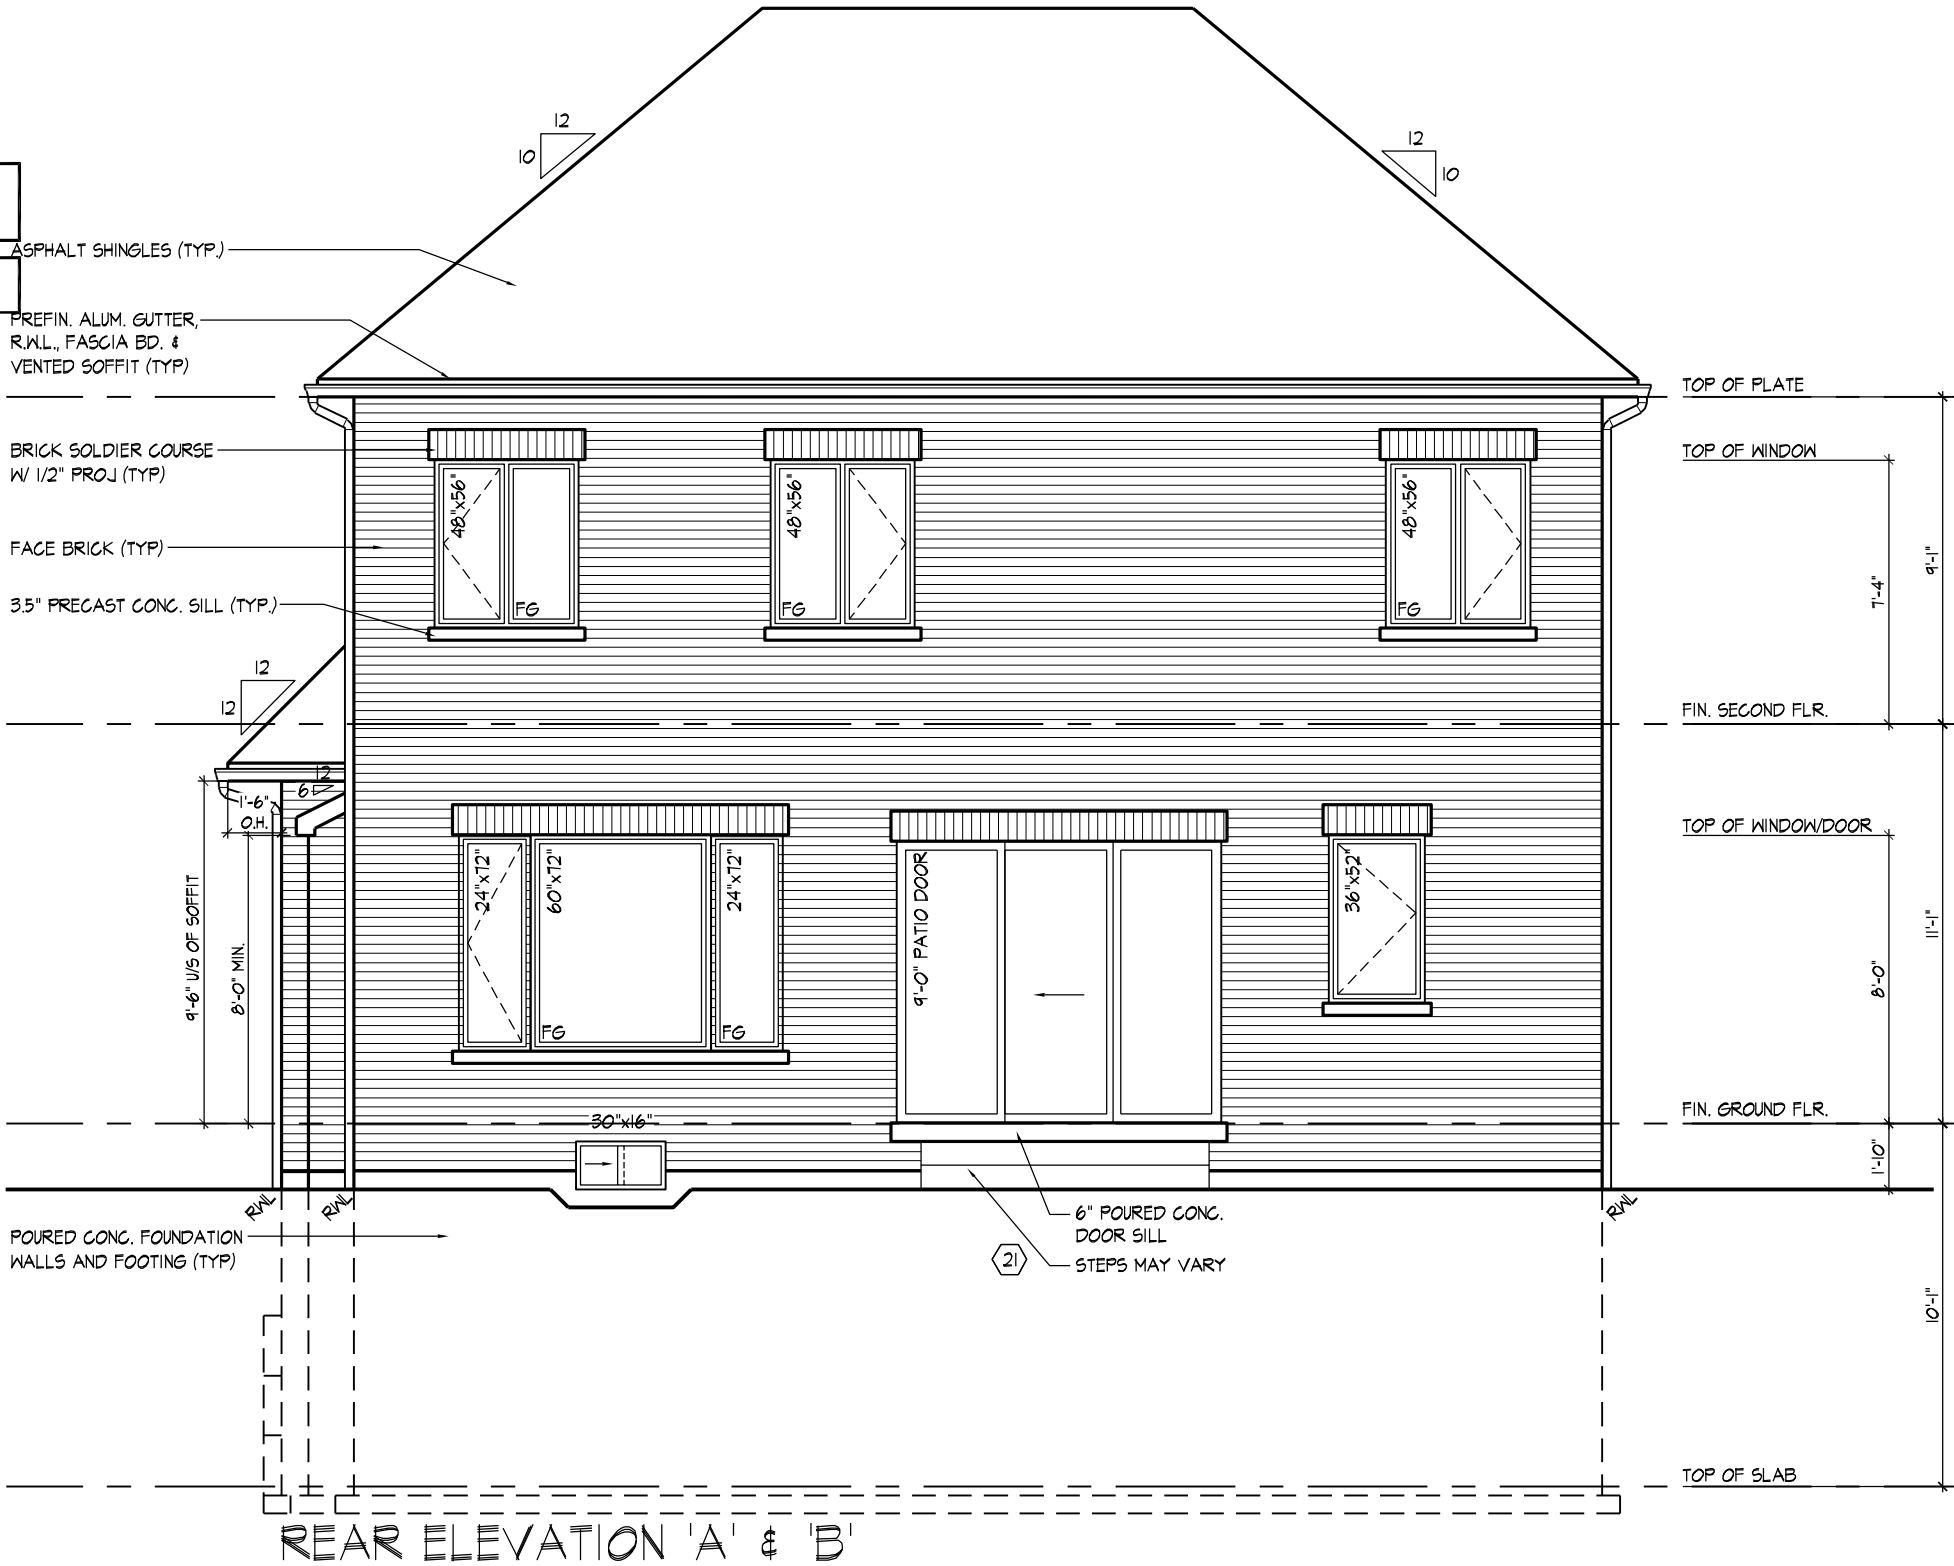 12
10
12
10
ASPHALT SHINGLES (TYP.)
PREFIN. ALUM. GUTTER,
R.W.L., FASCIA BD. &
VENTED SOFFIT (TYP)
TOP OF PLATE
BRICK SOLDIER COURSE
W/ 1/2" PROJ (TYP)
TOP OF WINDOW
48"x56"
48"x56"
FG
48"x56"
FG
FG
FACE BRICK (TYP)
3.5" PRECAST CONC. SILL (TYP.)
7'-4"
9'-1"
12
12
FIN. SECOND FLR.
12
6
1'-6"
O.H.
TOP OF WINDOW/DOOR
24"x72"
60"x72"
24"x72"
FG
FG
9'-0" PATIO DOOR
36"x52"
9'-6" U/S OF SOFFIT
8'-0" MIN.
8'-0"
11'-1"
FIN. GROUND FLR.
30"x16"
1'-10"
RWL
RWL
RWL
6" POURED CONC.
DOOR SILL
21
STEPS MAY VARY
POURED CONC. FOUNDATION
WALLS AND FOOTING (TYP)
10'-1"
TOP OF SLAB
REAR ELEVATION 'A' & 'B'